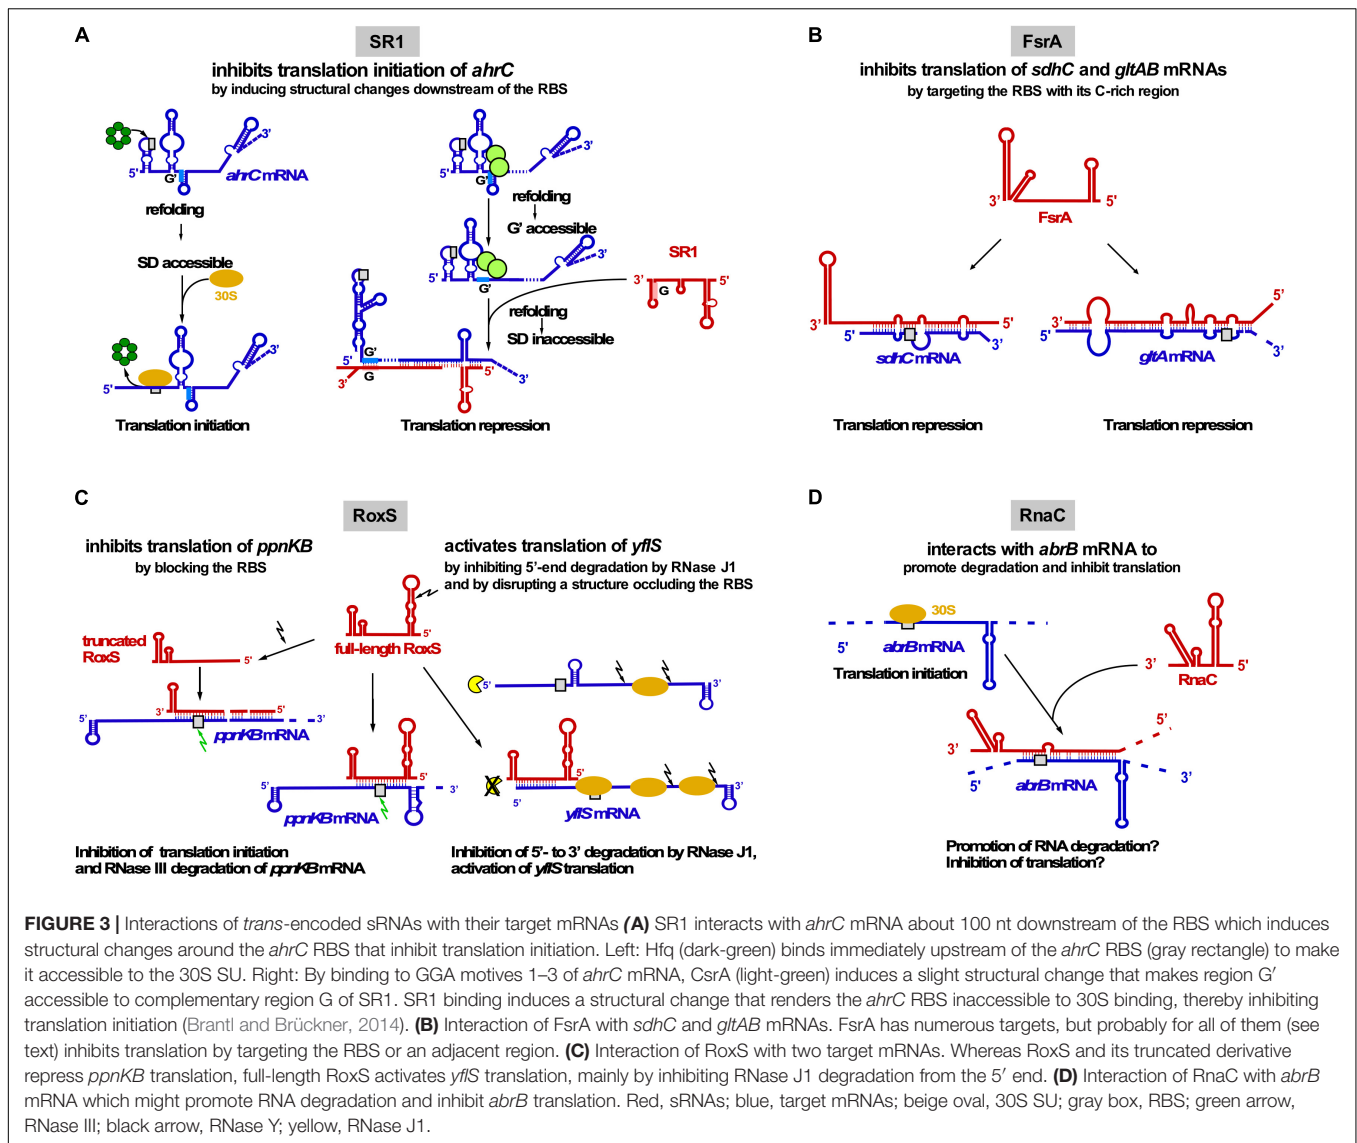 A
SR1
inhibits translation initiation of ahrC
by inducing structural changes downstream of the RBS
3'
5'
G'
ahrC mRNA
refolding
SD accessible
30S
5'
Translation initiation
3'
5'
G'
refolding
G' accessible
3'
5'
G'
SR1
3'
5'
G
refolding
SD inaccessible
5'
G'
G
5'
3'
3'
Translation repression
B
FsrA
inhibits translation of sdhC and gltAB mRNAs
by targeting the RBS with its C-rich region
3'
5'
FsrA
3'
5'
5'
3'
sdhC mRNA
Translation repression
5'
3'
5'
3'
gltA mRNA
Translation repression
C
RoxS
inhibits translation of ppnKB
by blocking the RBS
activates translation of yflS
by inhibiting 5'-end degradation by RNase J1
and by disrupting a structure occluding the RBS
truncated
RoxS
5'
5'
full-length RoxS
3'
5'
5'
3'
ppnKB mRNA
5'
3'
5'
5'
3'
ppnKB mRNA
5'
3'
5'
5'
yflS mRNA
Inhibition of translation initiation
and RNase III degradation of ppnKB mRNA
Inhibition of 5'- to 3' degradation by RNase J1,
activation of yflS translation
D
RnaC
interacts with abrB mRNA to
promote degradation and inhibit translation
30S
5'
abrB mRNA
Translation initiation
3'
5'
RnaC
5'
3'
5'
3'
abrB mRNA
Promotion of RNA degradation?
Inhibition of translation?
FIGURE 3 | Interactions of trans-encoded sRNAs with their target mRNAs (A) SR1 interacts with ahrC mRNA about 100 nt downstream of the RBS which induces
structural changes around the ahrC RBS that inhibit translation initiation. Left: Hfq (dark-green) binds immediately upstream of the ahrC RBS (gray rectangle) to make
it accessible to the 30S SU. Right: By binding to GGA motives 1–3 of ahrC mRNA, CsrA (light-green) induces a slight structural change that makes region G′
accessible to complementary region G of SR1. SR1 binding induces a structural change that renders the ahrC RBS inaccessible to 30S binding, thereby inhibiting
translation initiation (Brantl and Brückner, 2014). (B) Interaction of FsrA with sdhC and gltAB mRNAs. FsrA has numerous targets, but probably for all of them (see
text) inhibits translation by targeting the RBS or an adjacent region. (C) Interaction of RoxS with two target mRNAs. Whereas RoxS and its truncated derivative
repress ppnKB translation, full-length RoxS activates yflS translation, mainly by inhibiting RNase J1 degradation from the 5′ end. (D) Interaction of RnaC with abrB
mRNA which might promote RNA degradation and inhibit abrB translation. Red, sRNAs; blue, target mRNAs; beige oval, 30S SU; gray box, RBS; green arrow,
RNase III; black arrow, RNase Y; yellow, RNase J1.